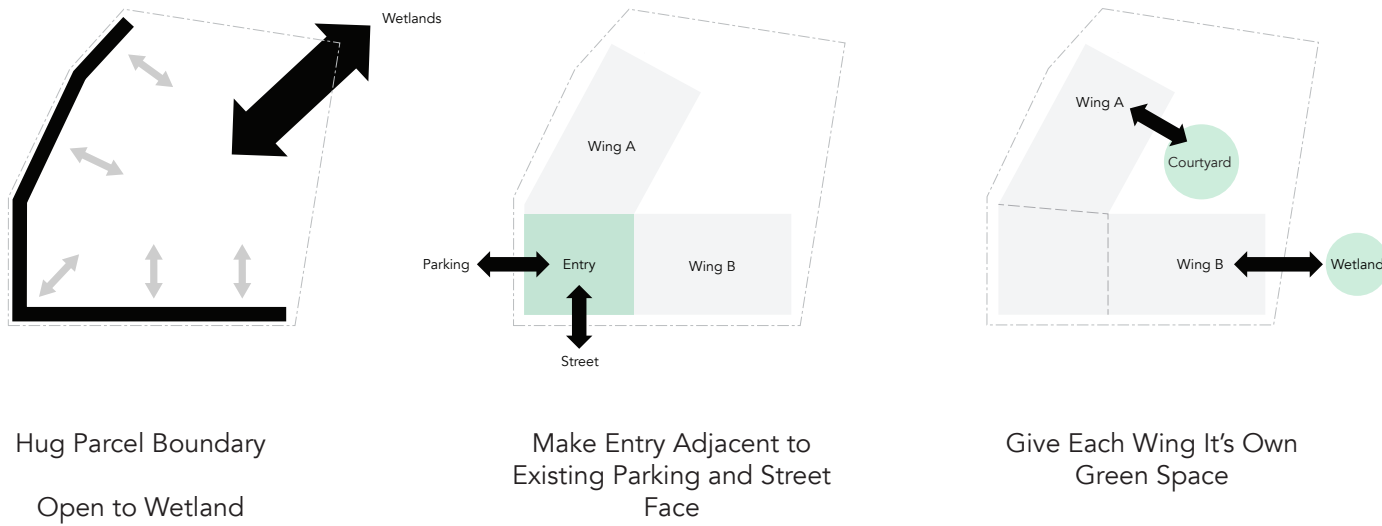 Wetlands
Hug Parcel Boundary
Open to Wetland
Wing A
Parking
Entry
Wing B
Street
Make Entry Adjacent to
Existing Parking and Street
Face
Wing A
Courtyard
Wing B
Wetland
Give Each Wing It's Own
Green Space